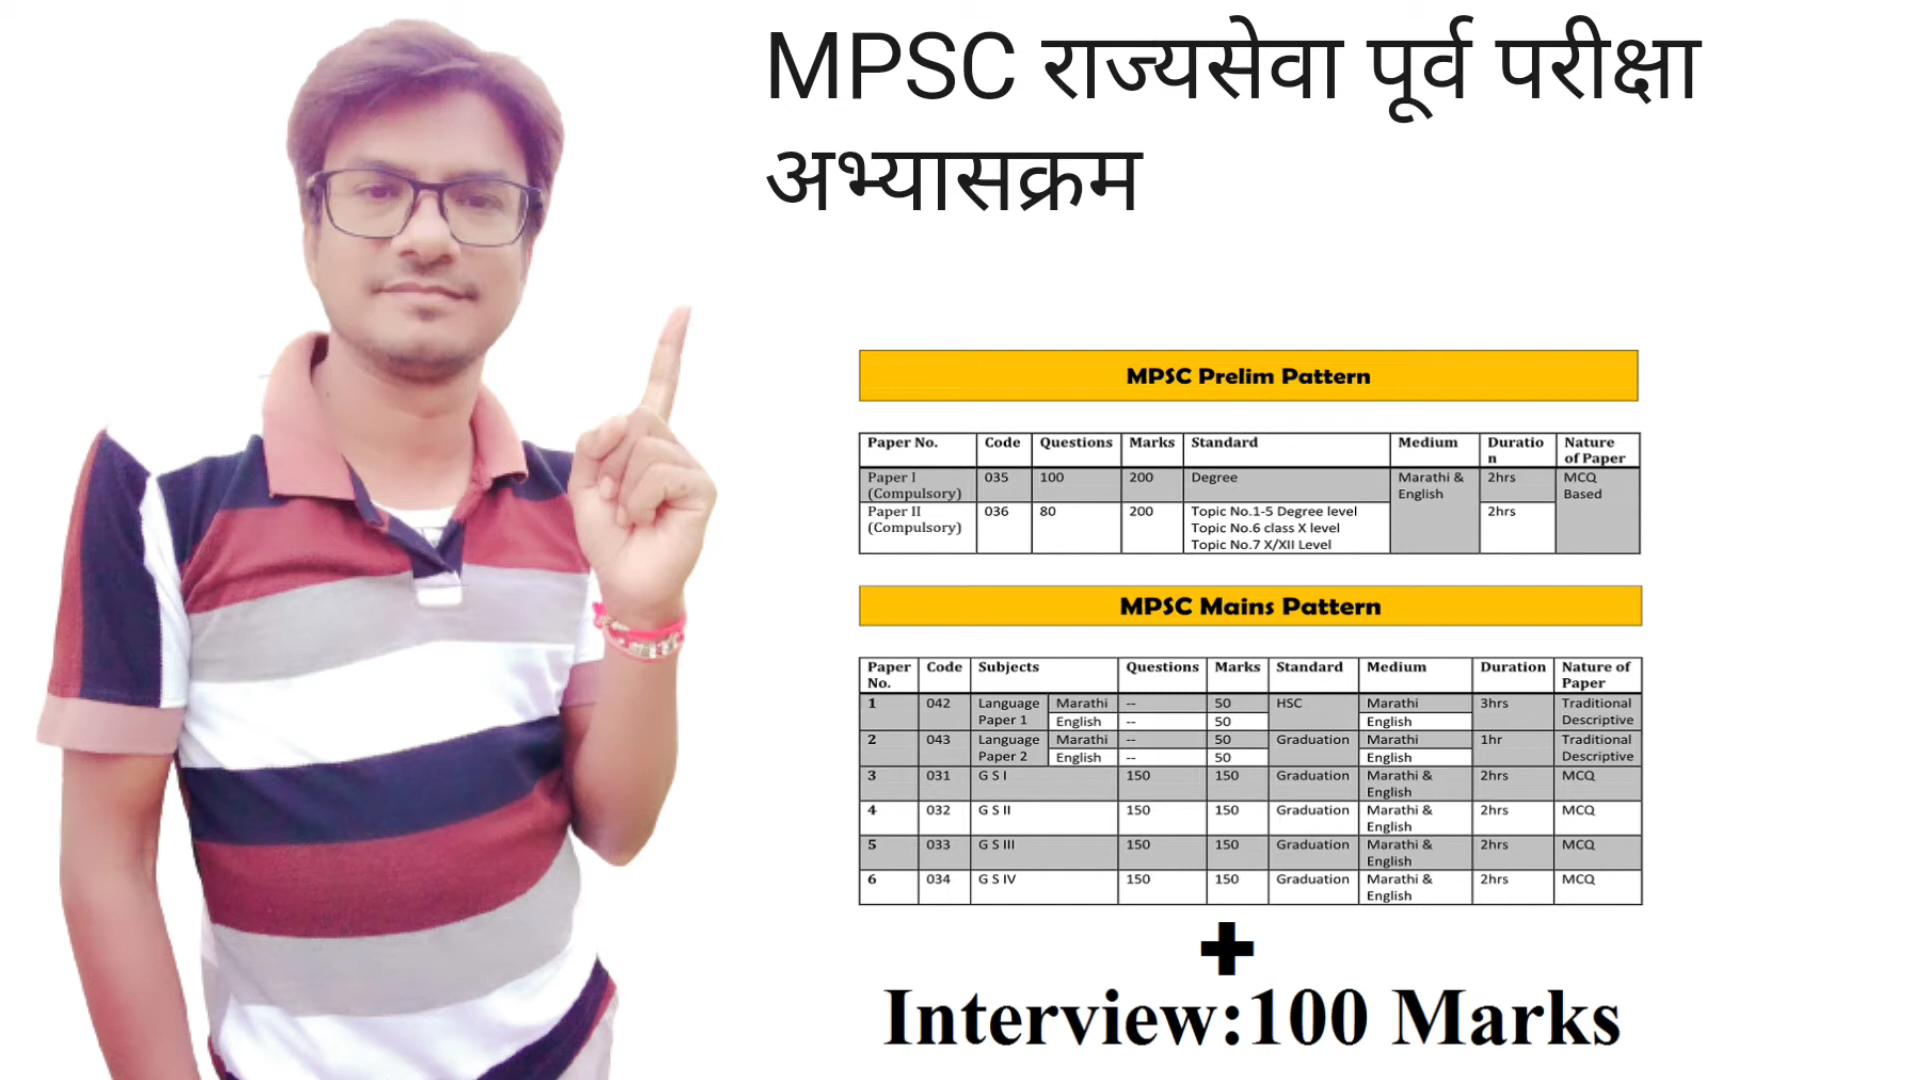 MPSC राज्यसेवा पूर्व परीक्षा
अभ्यासक्रम
MPSC Prelim Pattern
Paper No. Code Questions Marks Standard Medium Duratio Nature
n of Paper
Paper I 035 100 200 Degree Marathi & 2hrs MCQ
(Compulsory) English Based
Paper II 036 80 200 Topic No.1-5 Degree level 2hrs
(Compulsory) Topic No.6 class X level
Topic No.7 X/XII Level
MPSC Mains Pattern
Paper Code Subjects Questions Marks Standard Medium Duration Nature of
No. Paper
1 042 Language Marathi -- 50 HSC Marathi 3hrs Traditional
Paper 1 English -- 50 English Descriptive
2 043 Language Marathi -- 50 Graduation Marathi 1hr Traditional
Paper 2 English -- 50 English Descriptive
3 031 G S I 150 150 Graduation Marathi & 2hrs MCQ
English
4 032 G S II 150 150 Graduation Marathi & 2hrs MCQ
English
5 033 G S III 150 150 Graduation Marathi & 2hrs MCQ
English
6 034 G S IV 150 150 Graduation Marathi & 2hrs MCQ
English
+
Interview:100 Marks